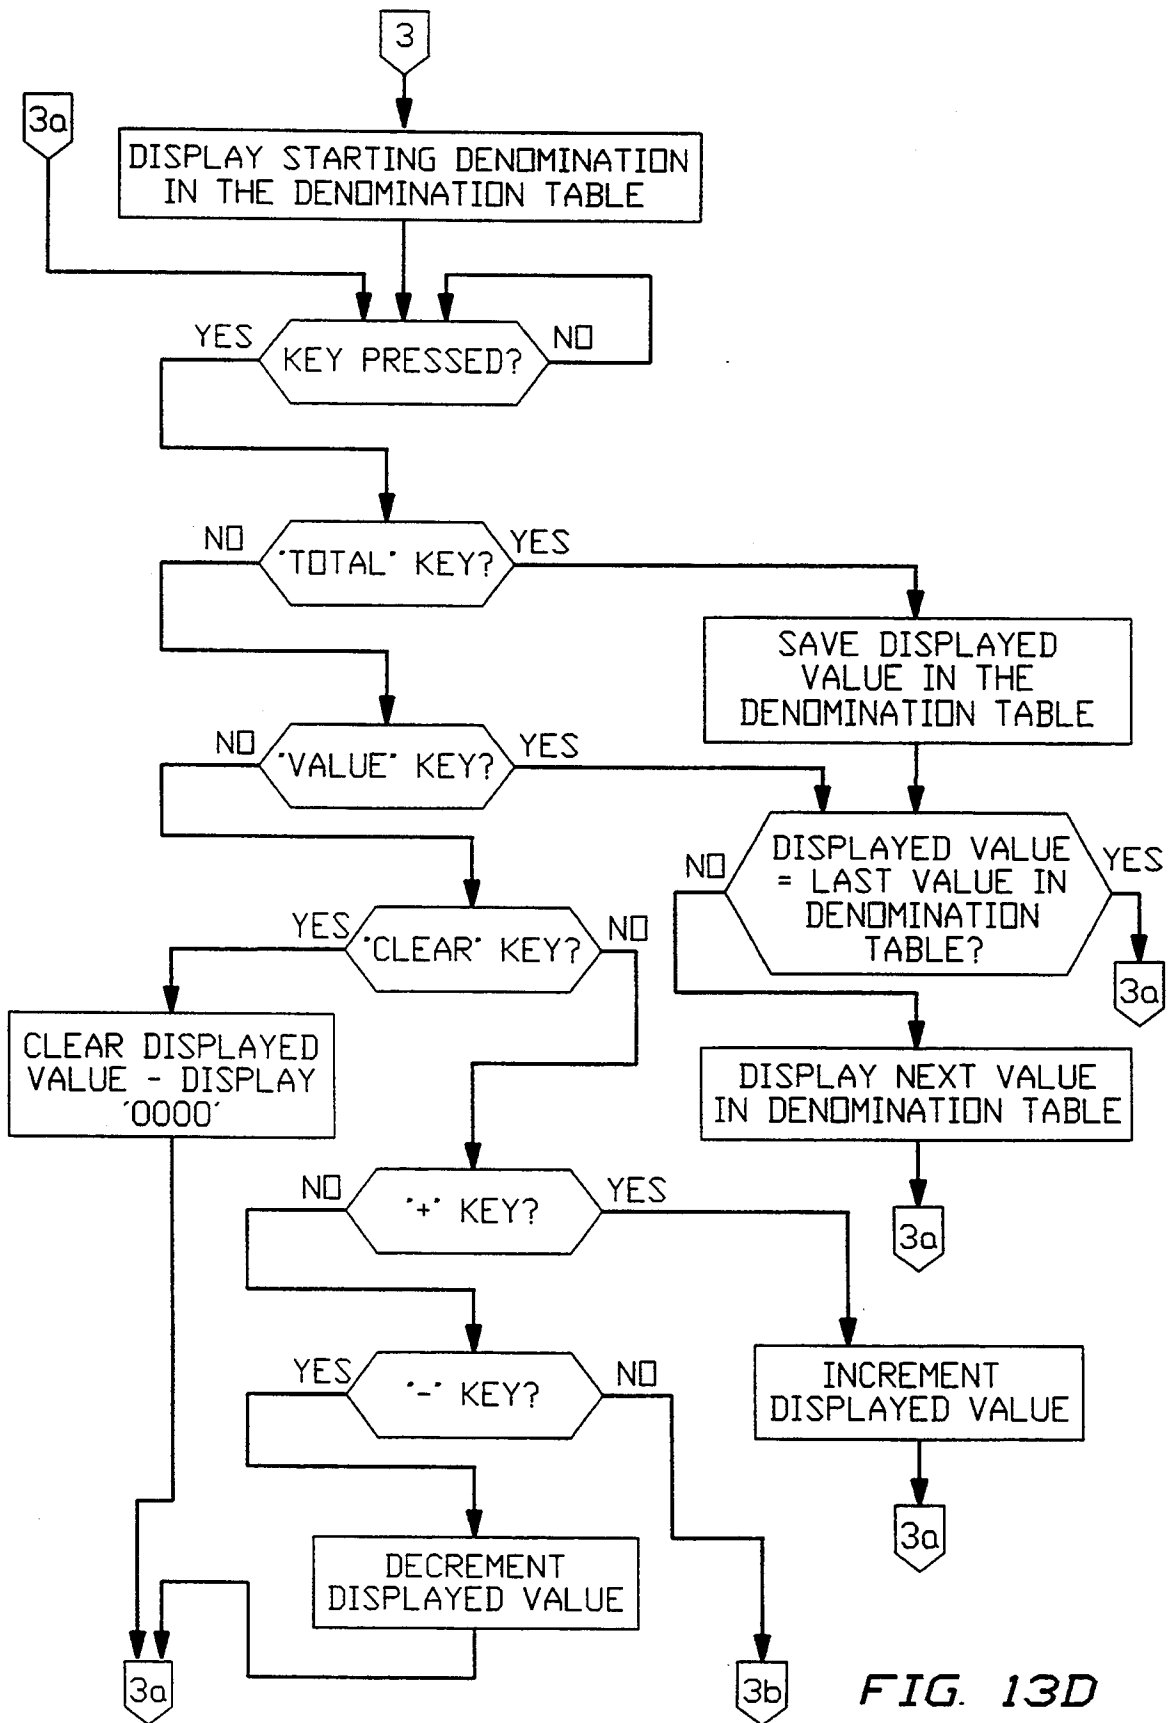 3
3a
DISPLAY STARTING DENOMINATION
IN THE DENOMINATION TABLE
YES
KEY PRESSED?
NO
NO
"TOTAL" KEY?
YES
SAVE DISPLAYED
VALUE IN THE
DENOMINATION TABLE
NO
"VALUE" KEY?
YES
NO
DISPLAYED VALUE
= LAST VALUE IN
DENOMINATION
TABLE?
YES
3a
YES
"CLEAR" KEY?
NO
CLEAR DISPLAYED
VALUE - DISPLAY
'0000'
DISPLAY NEXT VALUE
IN DENOMINATION TABLE
3a
NO
"+" KEY?
YES
YES
"-" KEY?
NO
INCREMENT
DISPLAYED VALUE
3a
DECREMENT
DISPLAYED VALUE
3a
3b
FIG. 13D